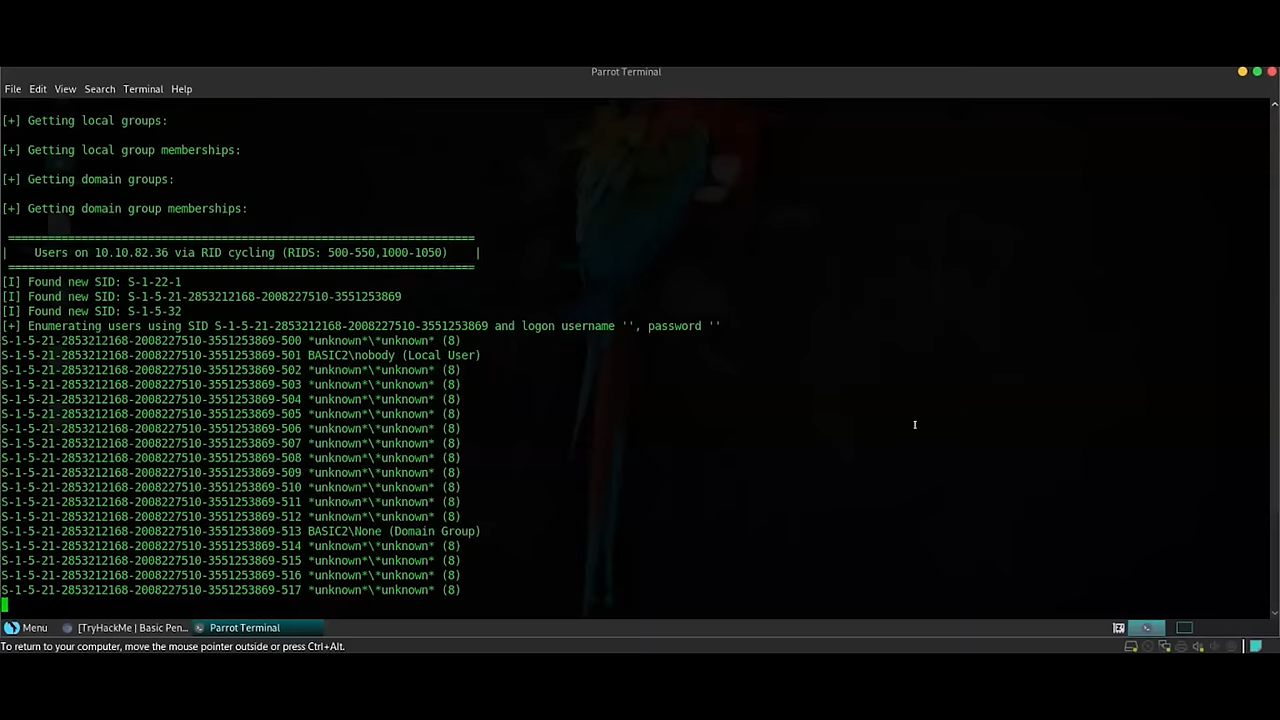 Parrot Terminal
File Edit View Search Terminal Help
[+] Getting local groups:
[+] Getting local group memberships:
[+] Getting domain groups:
[+] Getting domain group memberships:
======================================================================
| Users on 10.10.82.36 via RID cycling (RIDS: 500-550,1000-1050) |
======================================================================
[I] Found new SID: S-1-22-1
[I] Found new SID: S-1-5-21-2853212168-2008227510-3551253869
[I] Found new SID: S-1-5-32
[+] Enumerating users using SID S-1-5-21-2853212168-2008227510-3551253869 and logon username '', password ''
S-1-5-21-2853212168-2008227510-3551253869-500 *unknown*\*unknown* (8)
S-1-5-21-2853212168-2008227510-3551253869-501 BASIC2\nobody (Local User)
S-1-5-21-2853212168-2008227510-3551253869-502 *unknown*\*unknown* (8)
S-1-5-21-2853212168-2008227510-3551253869-503 *unknown*\*unknown* (8)
S-1-5-21-2853212168-2008227510-3551253869-504 *unknown*\*unknown* (8)
S-1-5-21-2853212168-2008227510-3551253869-505 *unknown*\*unknown* (8)
S-1-5-21-2853212168-2008227510-3551253869-506 *unknown*\*unknown* (8)
S-1-5-21-2853212168-2008227510-3551253869-507 *unknown*\*unknown* (8)
S-1-5-21-2853212168-2008227510-3551253869-508 *unknown*\*unknown* (8)
S-1-5-21-2853212168-2008227510-3551253869-509 *unknown*\*unknown* (8)
S-1-5-21-2853212168-2008227510-3551253869-510 *unknown*\*unknown* (8)
S-1-5-21-2853212168-2008227510-3551253869-511 *unknown*\*unknown* (8)
S-1-5-21-2853212168-2008227510-3551253869-512 *unknown*\*unknown* (8)
S-1-5-21-2853212168-2008227510-3551253869-513 BASIC2\None (Domain Group)
S-1-5-21-2853212168-2008227510-3551253869-514 *unknown*\*unknown* (8)
S-1-5-21-2853212168-2008227510-3551253869-515 *unknown*\*unknown* (8)
S-1-5-21-2853212168-2008227510-3551253869-516 *unknown*\*unknown* (8)
S-1-5-21-2853212168-2008227510-3551253869-517 *unknown*\*unknown* (8)
Menu [TryHackMe | Basic Pen... Parrot Terminal
To return to your computer, move the mouse pointer outside or press Ctrl+Alt.